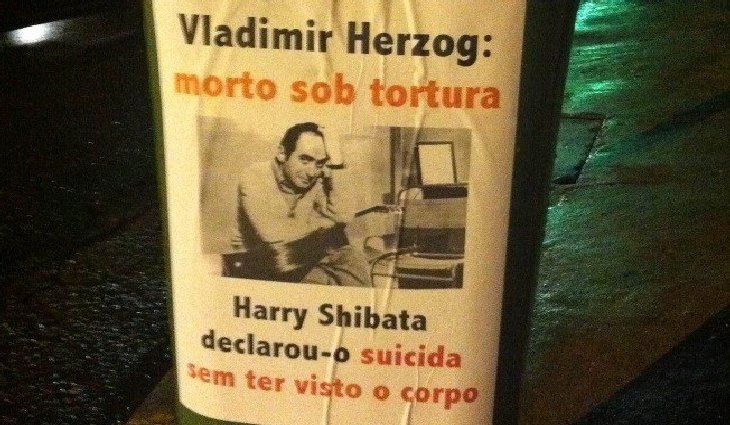 Vladimir Herzog:
morto sob tortura
Harry Shibata
declarou-o suicida
sem ter visto o corpo